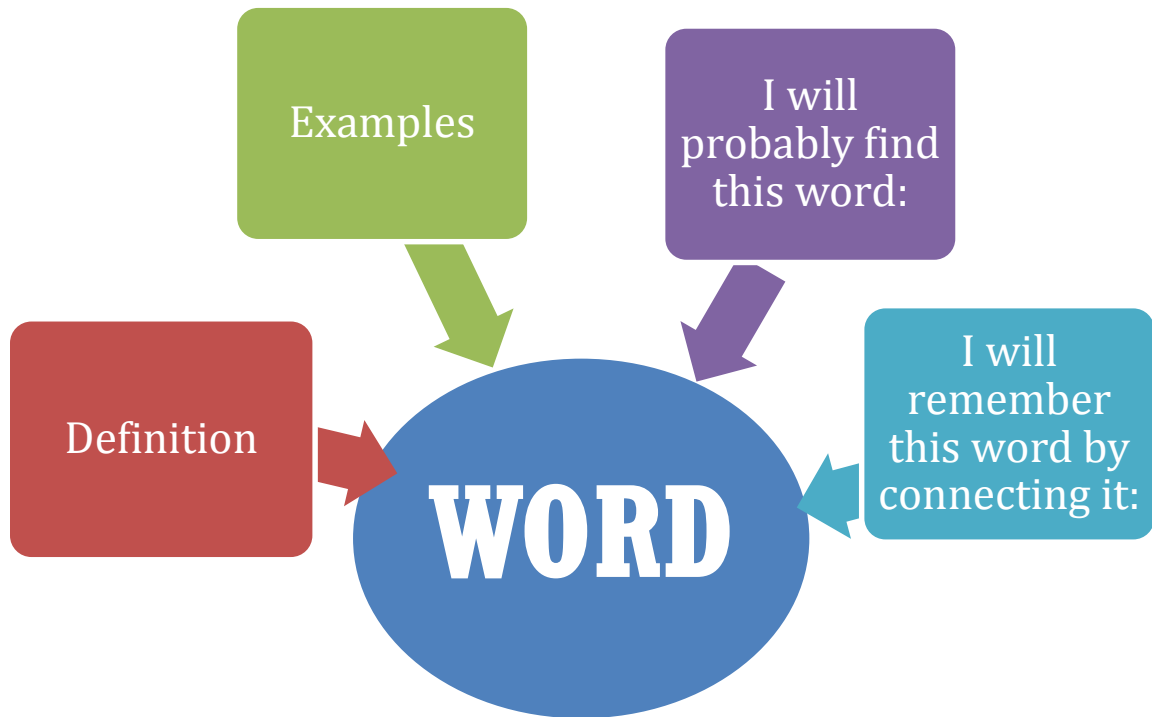 Examples
I will
probably find
this word:
Definition
I will
remember
this word by
connecting it:
WORD